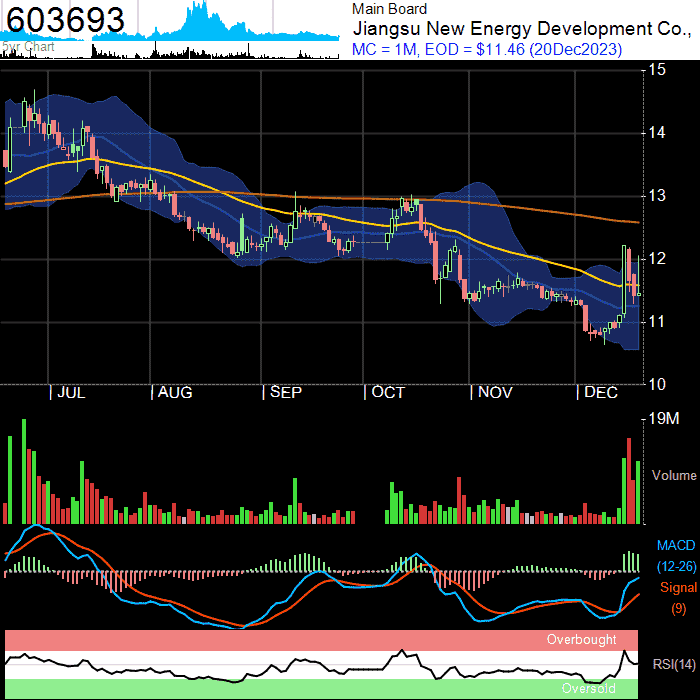 603693
5yr Chart
Main Board
Jiangsu New Energy Development Co.,
MC = 1M, EOD = $11.46 (20Dec2023)
15
14
13
12
11
10
| JUL | AUG | SEP | OCT | NOV | DEC
19M
Volume
MACD
(12-26)
Signal
(9)
Overbought
RSI(14)
Oversold